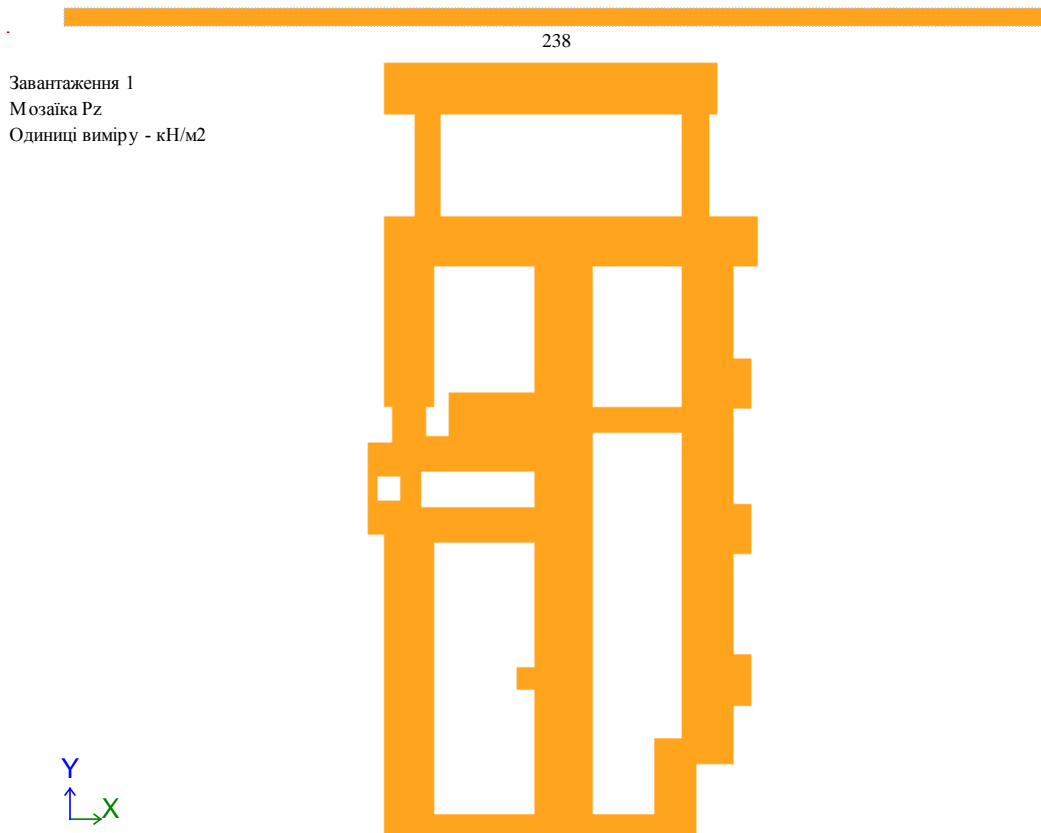 238
Завантаження 1
Мозаїка Pz
Одиниці виміру - кН/м2
Y
X